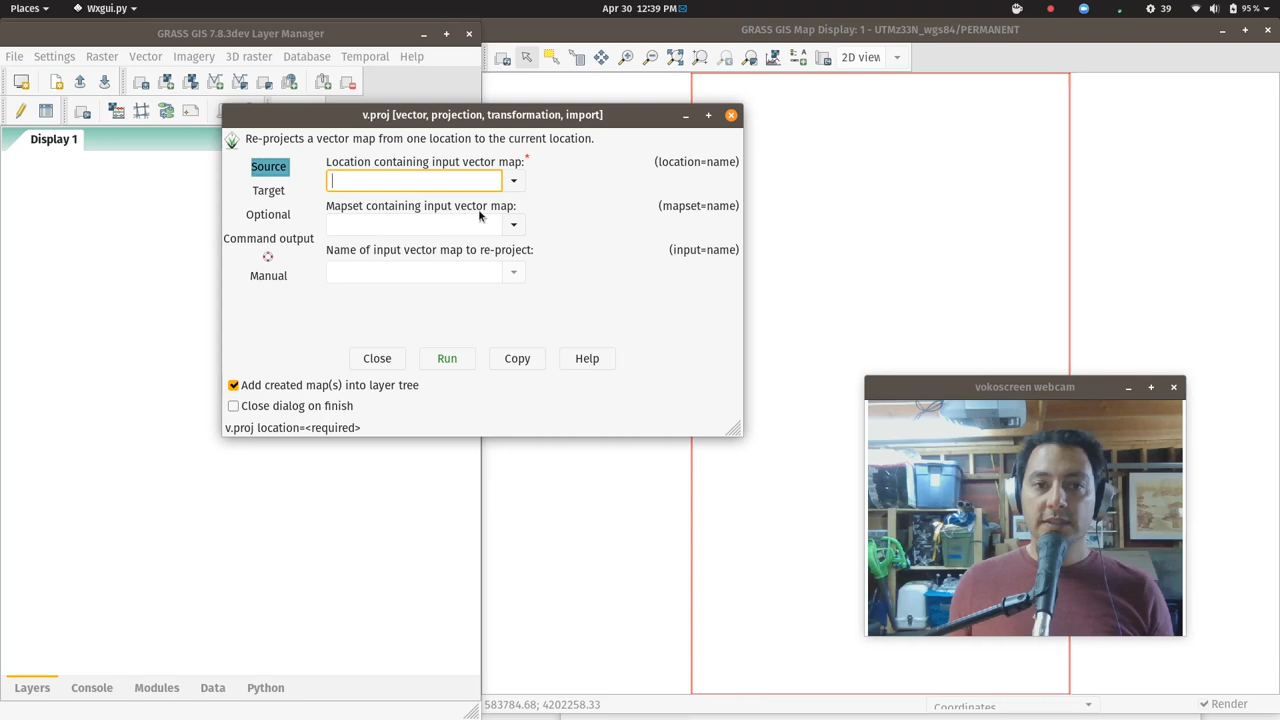 Places
Wxgui.py
Apr 30 12:39 PM
39
95 %
GRASS GIS 7.8.3dev Layer Manager
File Settings Raster Vector Imagery 3D raster Database Temporal Help
Display 1
GRASS GIS Map Display: 1 - UTMz33N_wgs84/PERMANENT
2D view
v.proj [vector, projection, transformation, import]
Re-projects a vector map from one location to the current location.
Source
Target
Optional
Command output
Manual
Location containing input vector map:* (location=name)
Mapset containing input vector map: (mapset=name)
Name of input vector map to re-project: (input=name)
Close Run Copy Help
Add created map(s) into layer tree
Close dialog on finish
v.proj location=<required>
vokoscreen webcam
Layers Console Modules Data Python
583784.68; 4202258.33
Coordinates
Render